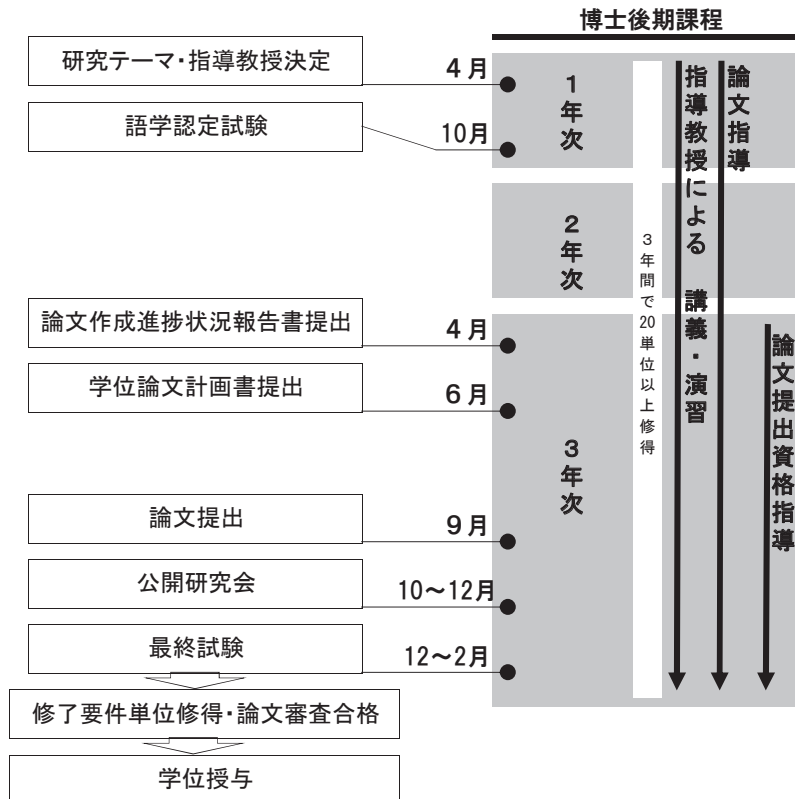 博士後期課程
研究テーマ・指導教授決定
4月
語学認定試験
10月
1年次
2年次
論文作成進捗状況報告書提出
4月
学位論文計画書提出
6月
3年次
論文提出
9月
公開研究会
10～12月
最終試験
12～2月
修了要件単位修得・論文審査合格
学位授与
3年間で20単位以上修得
指導教授による 講義・演習
論文指導
論文提出資格指導